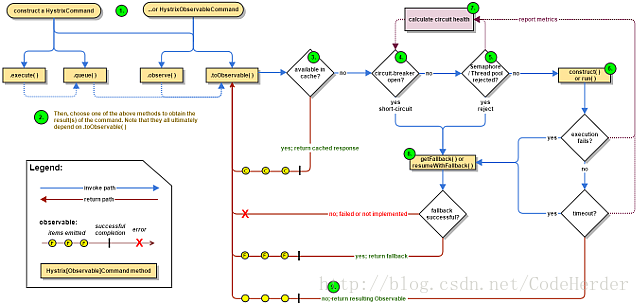 construct a HystrixCommand
1.
...or HystrixObservableCommand
7.
calculate circuit health
report metrics
.execute( )
.queue( )
.observe( )
.toObservable( )
3.
available in
cache?
no
4.
circuit-breaker
open?
no
5.
Semaphore
/ Thread pool
rejected?
no
6.
construct( )
or run( )
yes
short-circuit
yes
reject
2.
Then, choose one of the above methods to obtain the
result(s) of the command. Note that they all ultimately
depend on .toObservable( )
execution
fails?
yes
no
yes; return cached response
8.
getFallback( ) or
resumeWithFallback( )
Legend:
invoke path
return path
observable:
items emitted
successful
completion
error
Hystrix[Observable]Command method
no; failed or not implemented
fallback
successful?
yes
timeout?
yes; return fallback
http://blog.csdn.net/CodeHerder
9.
no; return resulting Observable